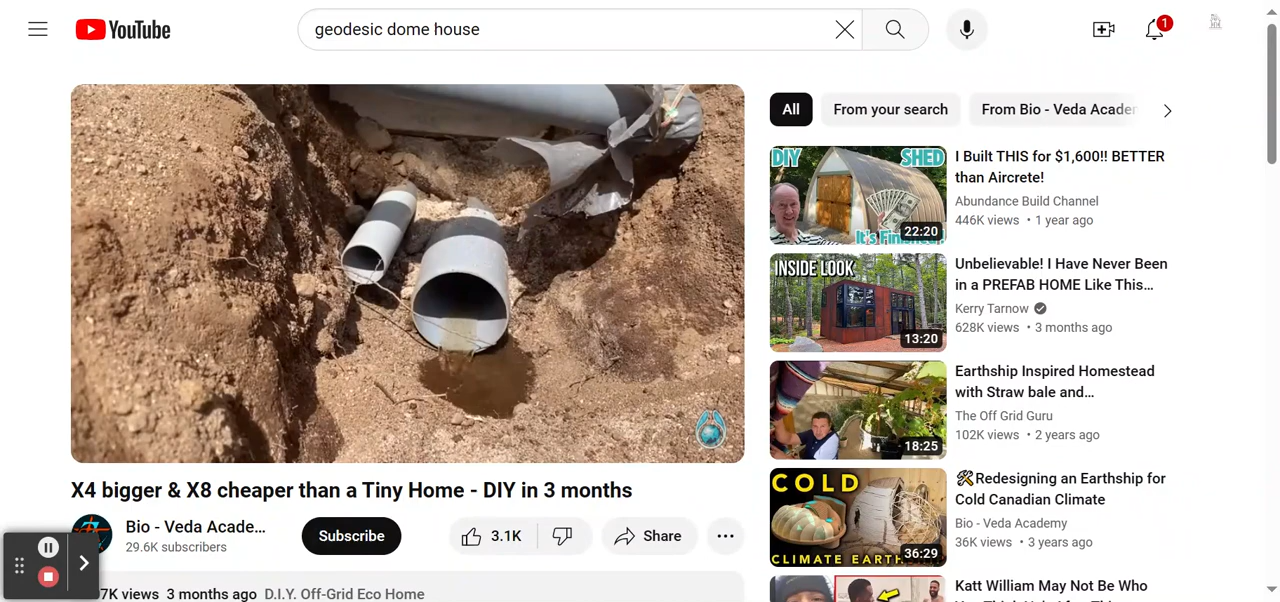 YouTube
geodesic dome house
1
All
From your search
From Bio - Veda Acader
DIY SHED
It's Finished!
22:20
I Built THIS for $1,600!! BETTER
than Aircrete!
Abundance Build Channel
446K views • 1 year ago
INSIDE LOOK
13:20
Unbelievable! I Have Never Been
in a PREFAB HOME Like This...
Kerry Tarnow
628K views • 3 months ago
18:25
Earthship Inspired Homestead
with Straw bale and...
The Off Grid Guru
102K views • 2 years ago
COLD
CLIMATE EARTH
36:29
🛠Redesigning an Earthship for
Cold Canadian Climate
Bio - Veda Academy
36K views • 3 years ago
Katt William May Not Be Who
X4 bigger & X8 cheaper than a Tiny Home - DIY in 3 months
Bio - Veda Acade...
29.6K subscribers
Subscribe
3.1K
Share
7K views 3 months ago D.I.Y. Off-Grid Eco Home